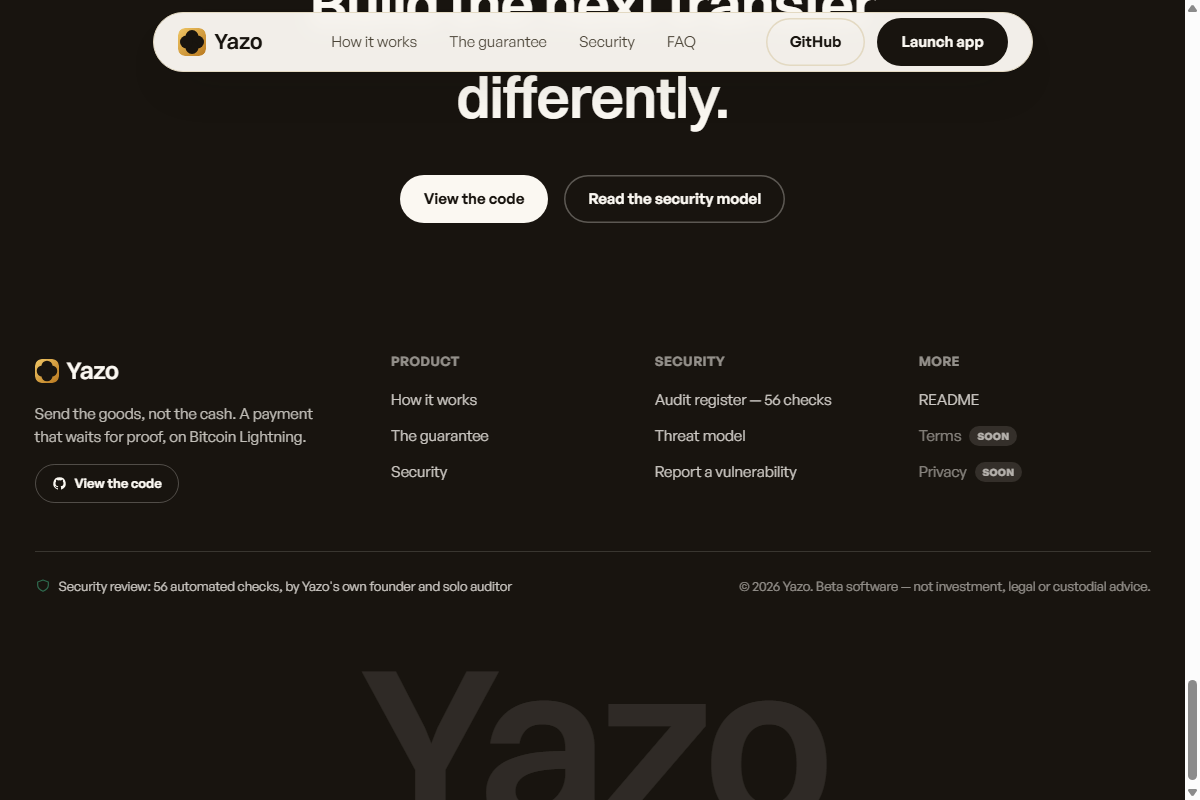 Build the next transfer
Yazo
How it works
The guarantee
Security
FAQ
GitHub
Launch app
differently.
View the code
Read the security model
Yazo
Send the goods, not the cash. A payment
that waits for proof, on Bitcoin Lightning.
View the code
PRODUCT
How it works
The guarantee
Security
SECURITY
Audit register — 56 checks
Threat model
Report a vulnerability
MORE
README
Terms SOON
Privacy SOON
Security review: 56 automated checks, by Yazo's own founder and solo auditor
© 2026 Yazo. Beta software — not investment, legal or custodial advice.
Yazo